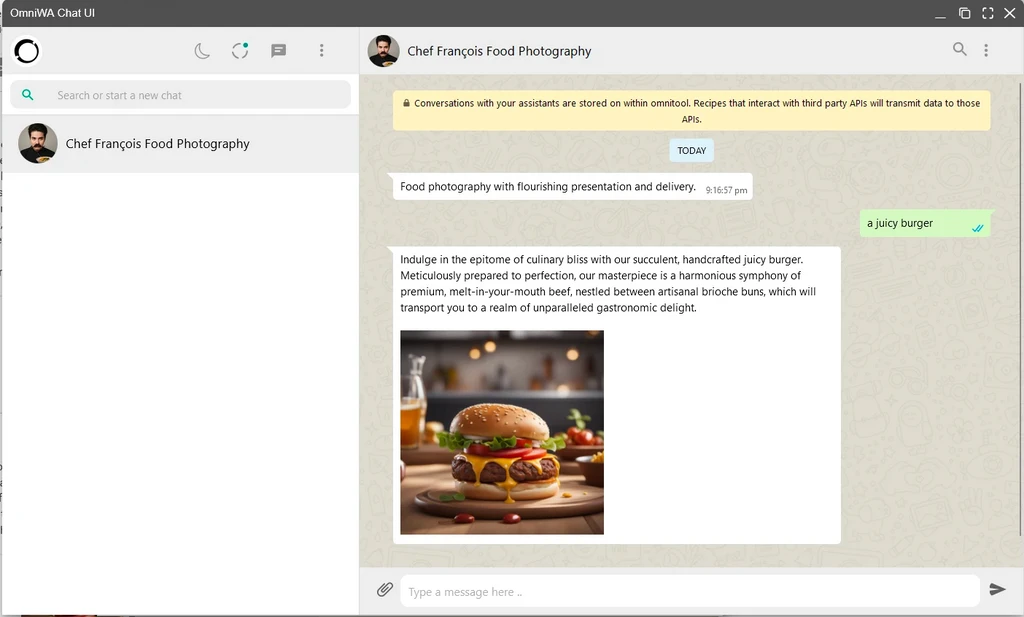 OmniWA Chat UI
Search or start a new chat
Chef François Food Photography
Chef François Food Photography
Conversations with your assistants are stored on within omnitool. Recipes that interact with third party APIs will transmit data to those
APIs.
TODAY
Food photography with flourishing presentation and delivery. 9:16:57 pm
a juicy burger
Indulge in the epitome of culinary bliss with our succulent, handcrafted juicy burger.
Meticulously prepared to perfection, our masterpiece is a harmonious symphony of
premium, melt-in-your-mouth beef, nestled between artisanal brioche buns, which will
transport you to a realm of unparalleled gastronomic delight.
Type a message here ..